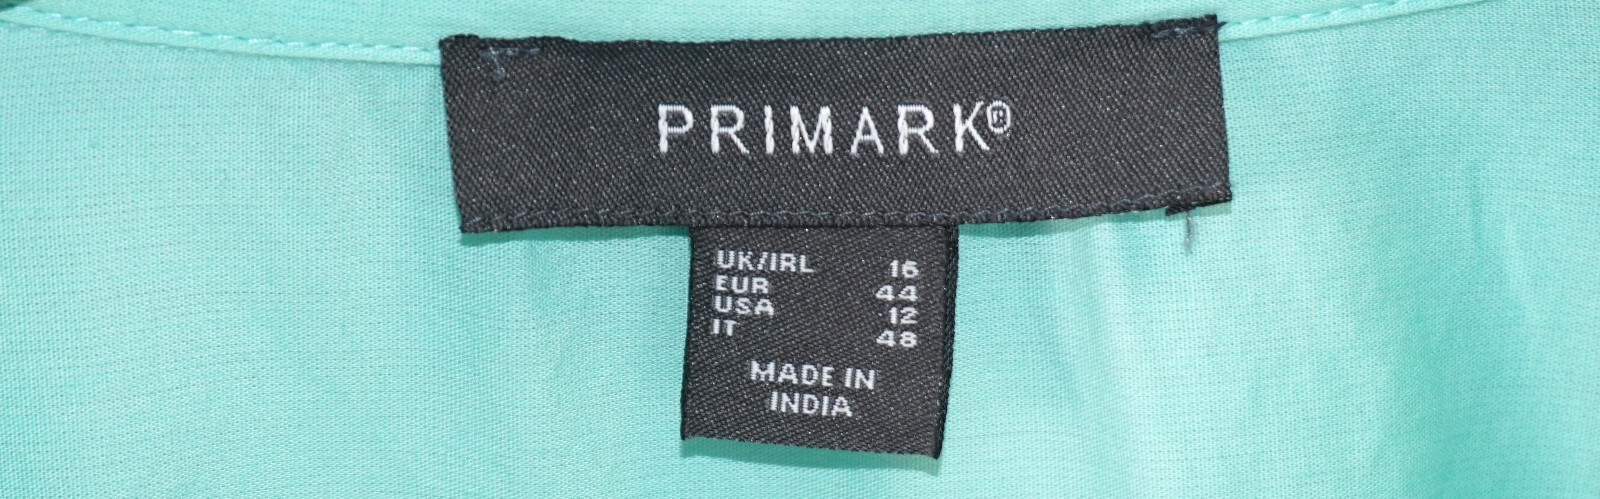 PRIMARK®
UK/IRL 16
EUR 44
USA 12
IT 48
MADE IN
INDIA